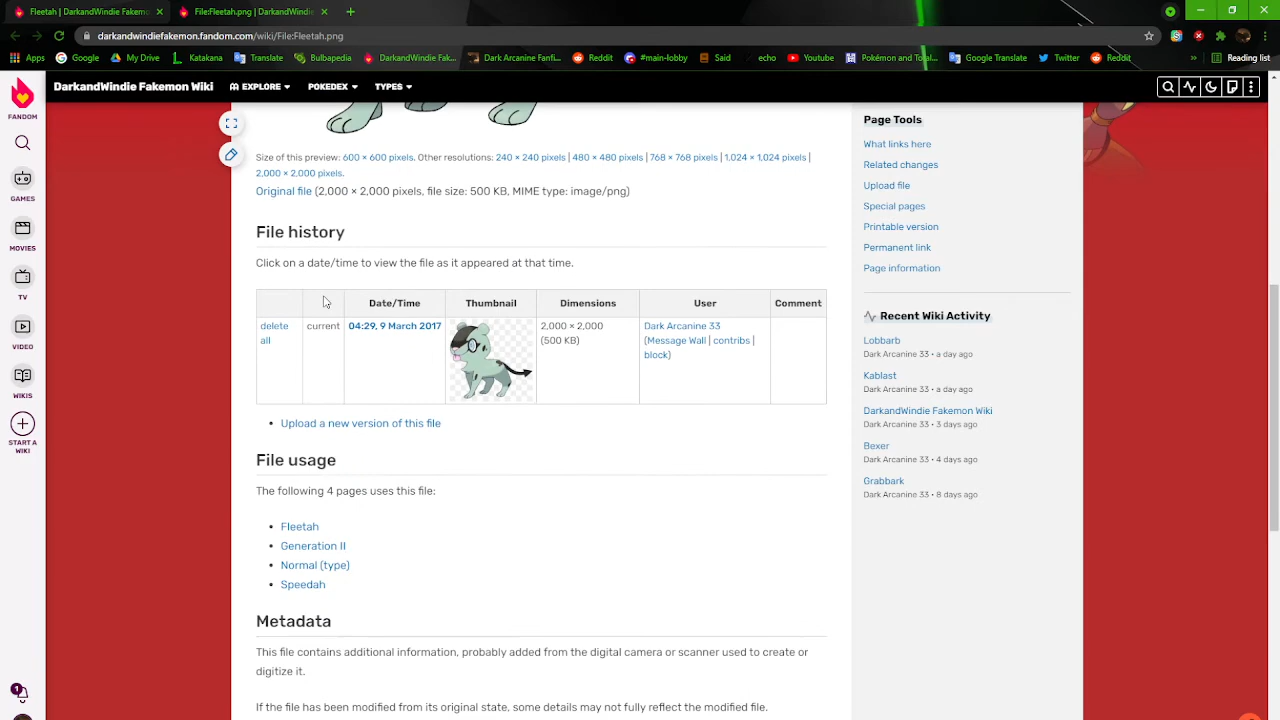 Fleetah | DarkandWindie Fakemo × File:Fleetah.png | DarkandWindie × +
darkandwindiefakemon.fandom.com/wiki/File:Fleetah.png
Apps Google My Drive Katakana Translate Bulbapedia DarkandWindie Fak... Dark Arcanine Fanfi... Reddit #main-lobby Said echo YouTube Pokémon and Total... Google Translate Twitter Reddit » Reading list
FANDOM
GAMES
MOVIES
TV
VIDEO
WIKIS
START A
WIKI
1
DarkandWindie Fakemon Wiki EXPLORE POKEDEX TYPES
Size of this preview: 600 × 600 pixels. Other resolutions: 240 × 240 pixels | 480 × 480 pixels | 768 × 768 pixels | 1,024 × 1,024 pixels |
2,000 × 2,000 pixels.
Original file (2,000 × 2,000 pixels, file size: 500 KB, MIME type: image/png)
File history
Click on a date/time to view the file as it appeared at that time.
Date/Time Thumbnail Dimensions User Comment
delete current 04:29, 9 March 2017 2,000 × 2,000 Dark Arcanine 33
all (500 KB) (Message Wall | contribs |
block)
• Upload a new version of this file
File usage
The following 4 pages uses this file:
• Fleetah
• Generation II
• Normal (type)
• Speedah
Metadata
This file contains additional information, probably added from the digital camera or scanner used to create or
digitize it.
If the file has been modified from its original state, some details may not fully reflect the modified file.
Page Tools
What links here
Related changes
Upload file
Special pages
Printable version
Permanent link
Page information
Recent Wiki Activity
Lobbarb
Dark Arcanine 33 • a day ago
Kablast
Dark Arcanine 33 • a day ago
DarkandWindie Fakemon Wiki
Dark Arcanine 33 • 3 days ago
Bexer
Dark Arcanine 33 • 4 days ago
Grabbark
Dark Arcanine 33 • 8 days ago